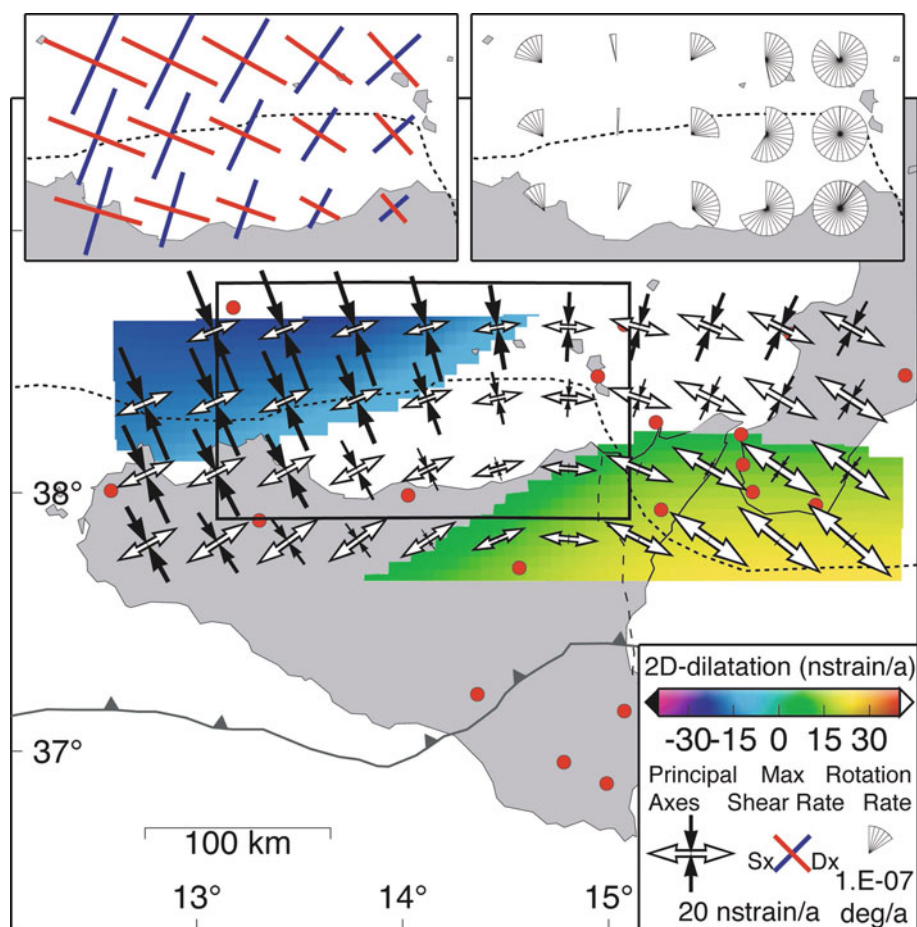 38°
37°
100 km
13°
14°
15°
2D-dilatation (nstrain/a)
-30 -15 0 15 30
Principal Max Rotation
Axes Shear Rate Rate
Sx Dx
1.E-07
20 nstrain/a deg/a